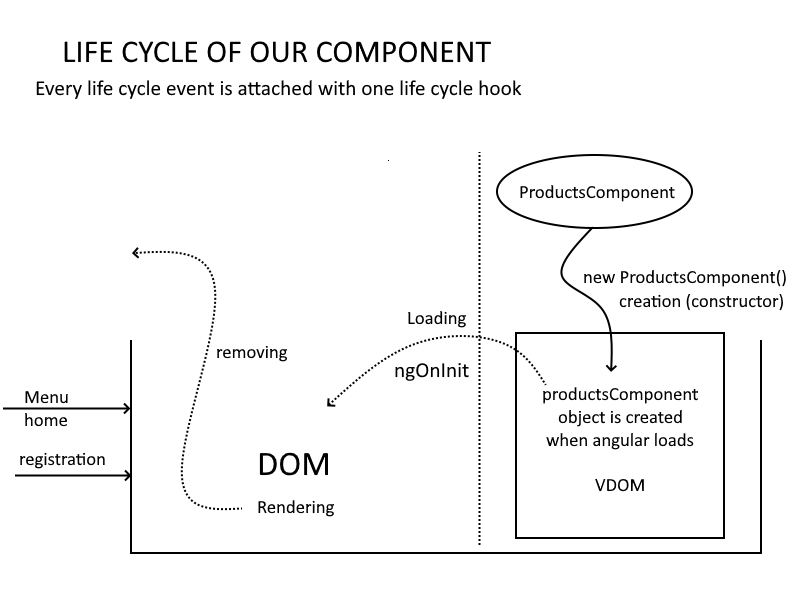 LIFE CYCLE OF OUR COMPONENT
Every life cycle event is attached with one life cycle hook
ProductsComponent
new ProductsComponent()
creation (constructor)
Loading
ngOnInit
removing
productsComponent
object is created
when angular loads
VDOM
Menu
home
registration
DOM
Rendering